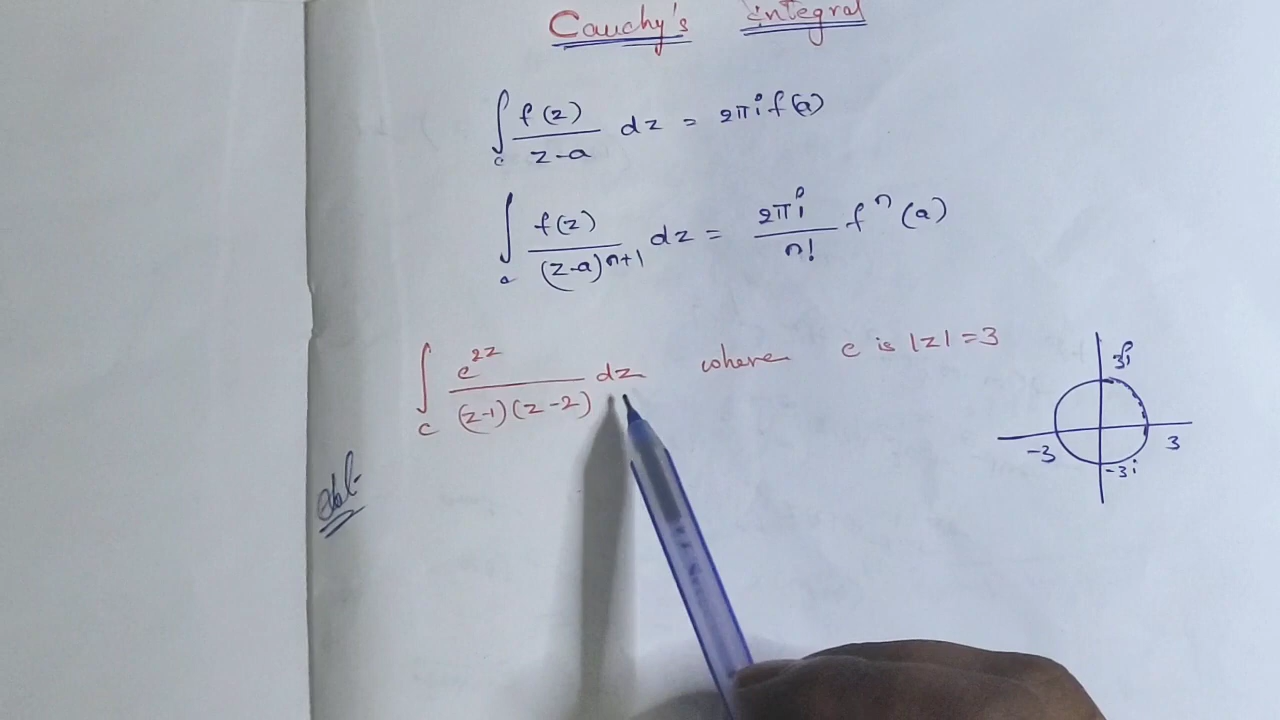 Cauchy's integral
∫c f(z)/(z-a) dz = 2πi f(a)
∫a f(z)/(z-a)^(n+1) dz = 2πi/n! f^n (a)
∫c e^(2z)/((z-1)(z-2)) dz where c is |z|=3
3i
-3 3
-3i
Sol-